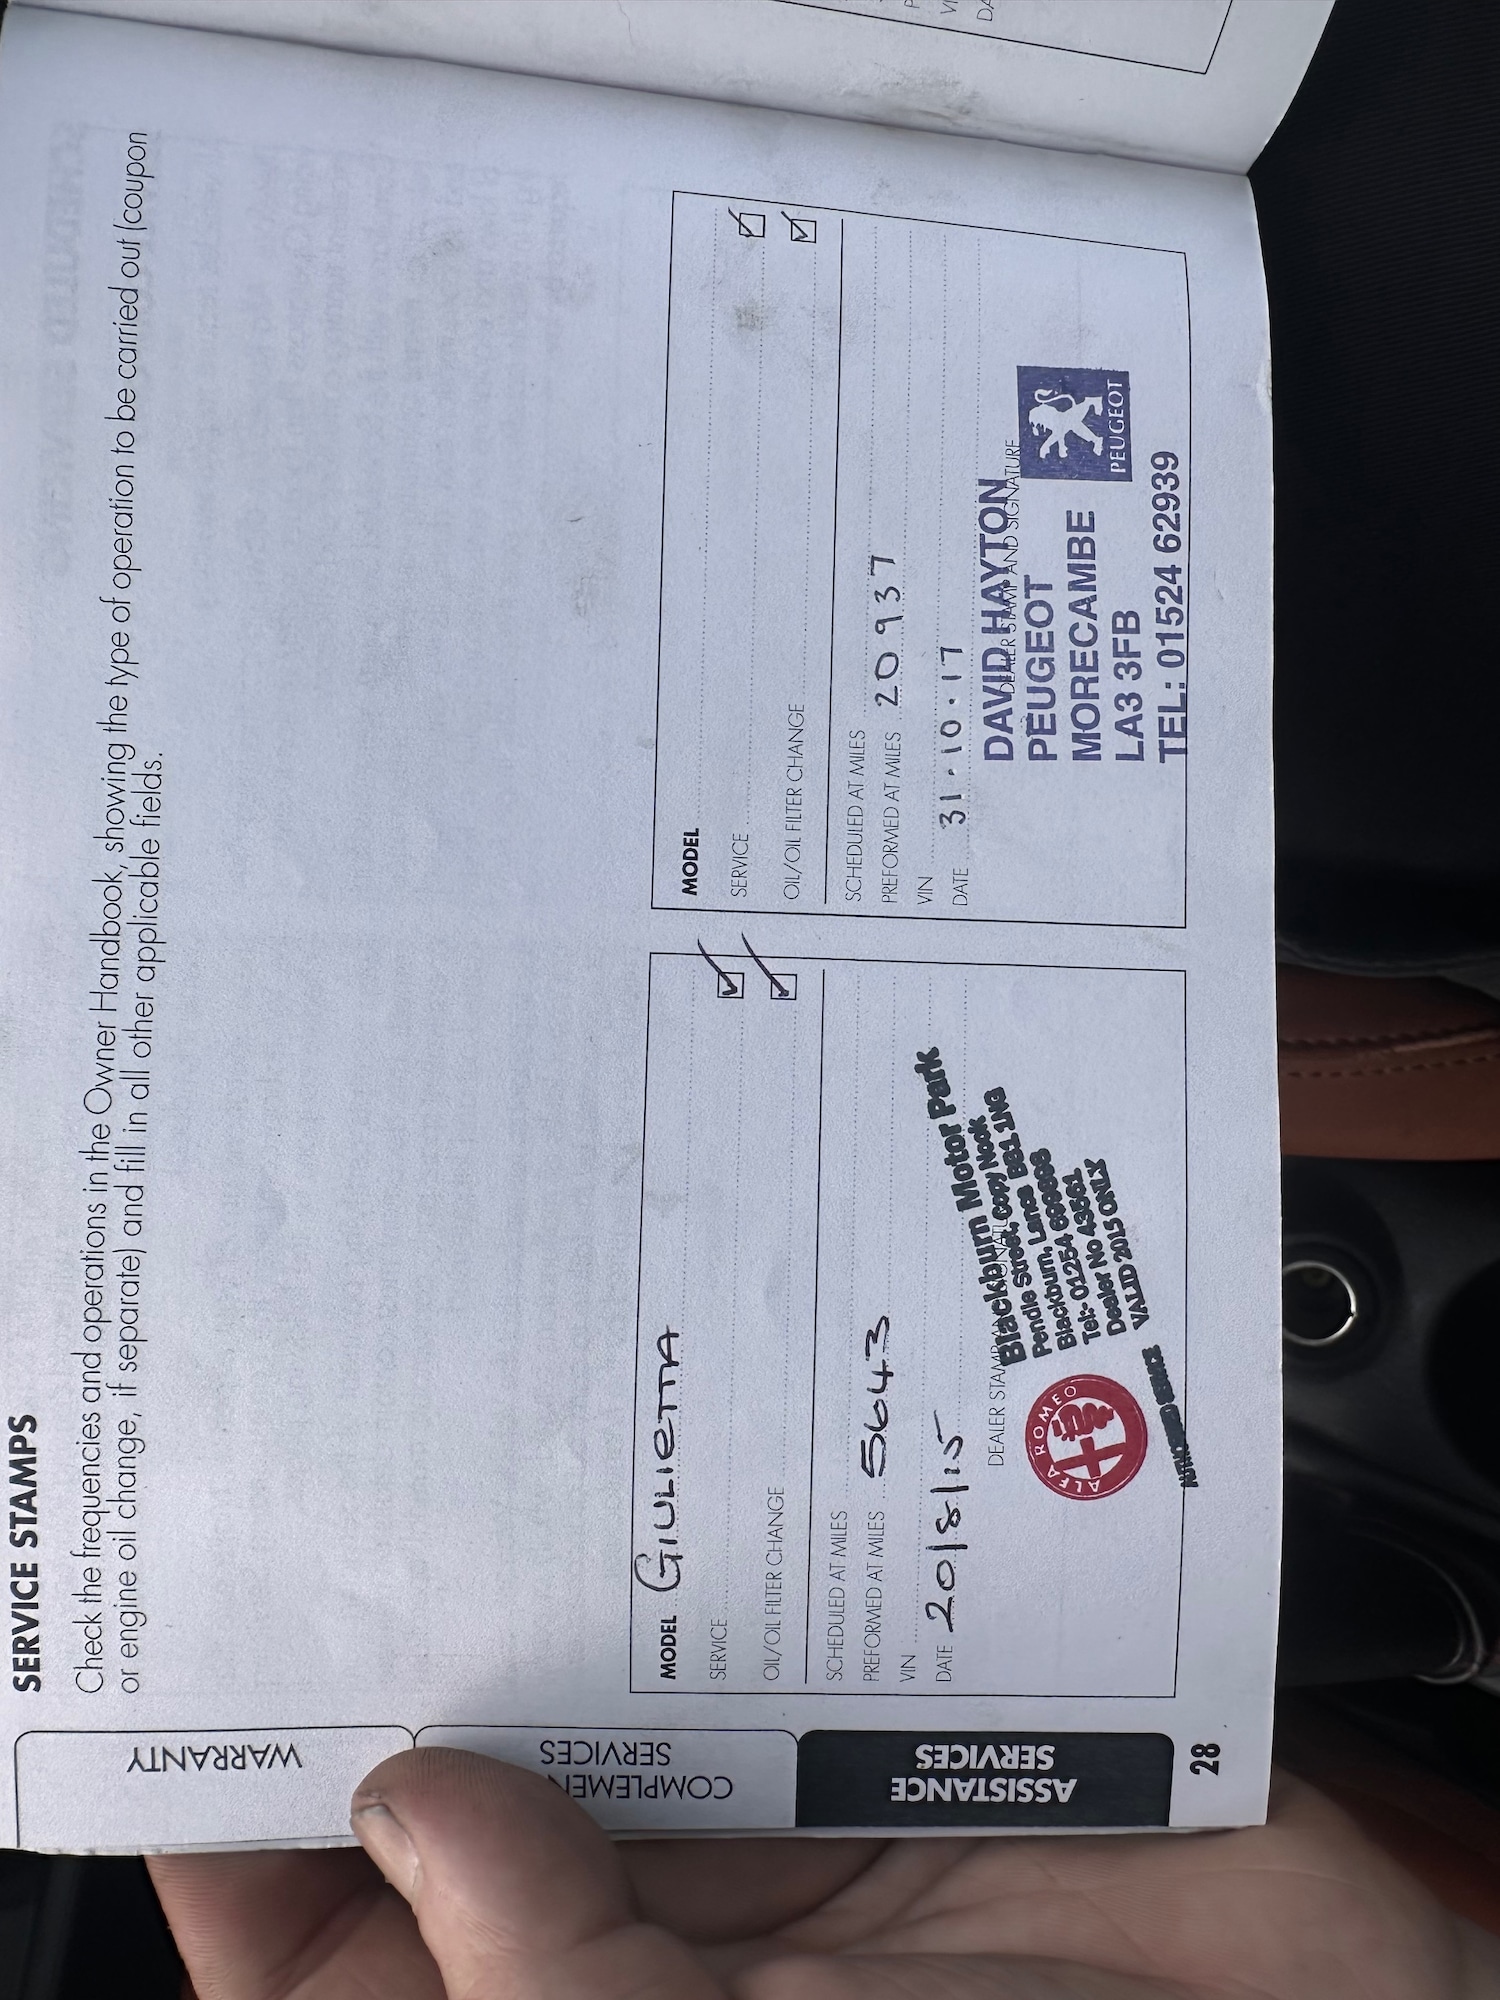 SERVICE STAMPS
Check the frequencies and operations in the Owner Handbook, showing the type of operation to be carried out (coupon
or engine oil change, if separate) and fill in all other applicable fields.
MODEL GIULIETTA
SERVICE
OIL/OIL FILTER CHANGE
SCHEDULED AT MILES
PREFORMED AT MILES 5643
VIN
DATE 20/8/15
DEALER STAMP
Blackburn Motor Park
Pendle Street, Copy Nook
Blackburn, Lancs BB1 1NG
Tel:- 01254
Dealer No 43561
VALID 2015 ONLY
ALFA ROMEO
AUTHORISED SERVICE
MODEL
SERVICE
OIL/OIL FILTER CHANGE
SCHEDULED AT MILES
PREFORMED AT MILES 20937
VIN
DATE 31.10.17
DEALER STAMP AND SIGNATURE
DAVID HAYTON
PEUGEOT
MORECAMBE
LA3 3FB
TEL: 01524 62939
PEUGEOT
WARRANTY
SERVICES
ASSISTANCE
SERVICES
28